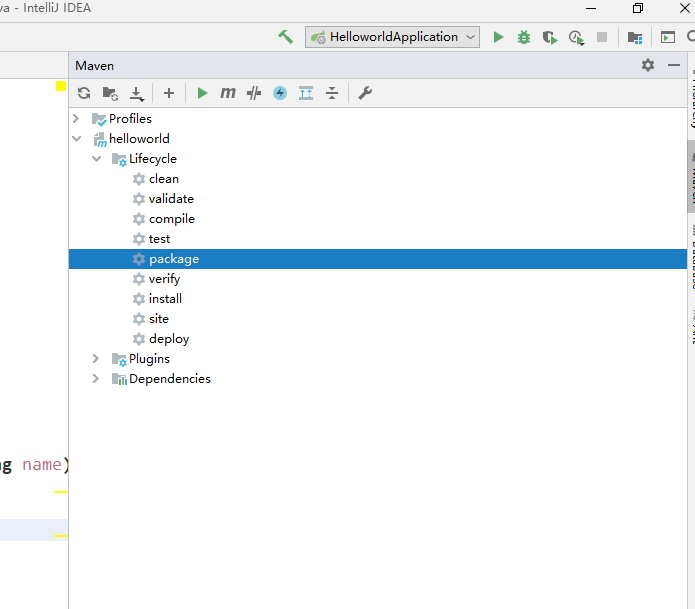 va - IntelliJ IDEA
HelloworldApplication
Maven
m
Profiles
helloworld
Lifecycle
clean
validate
compile
test
package
verify
install
site
deploy
Plugins
Dependencies
ng name)